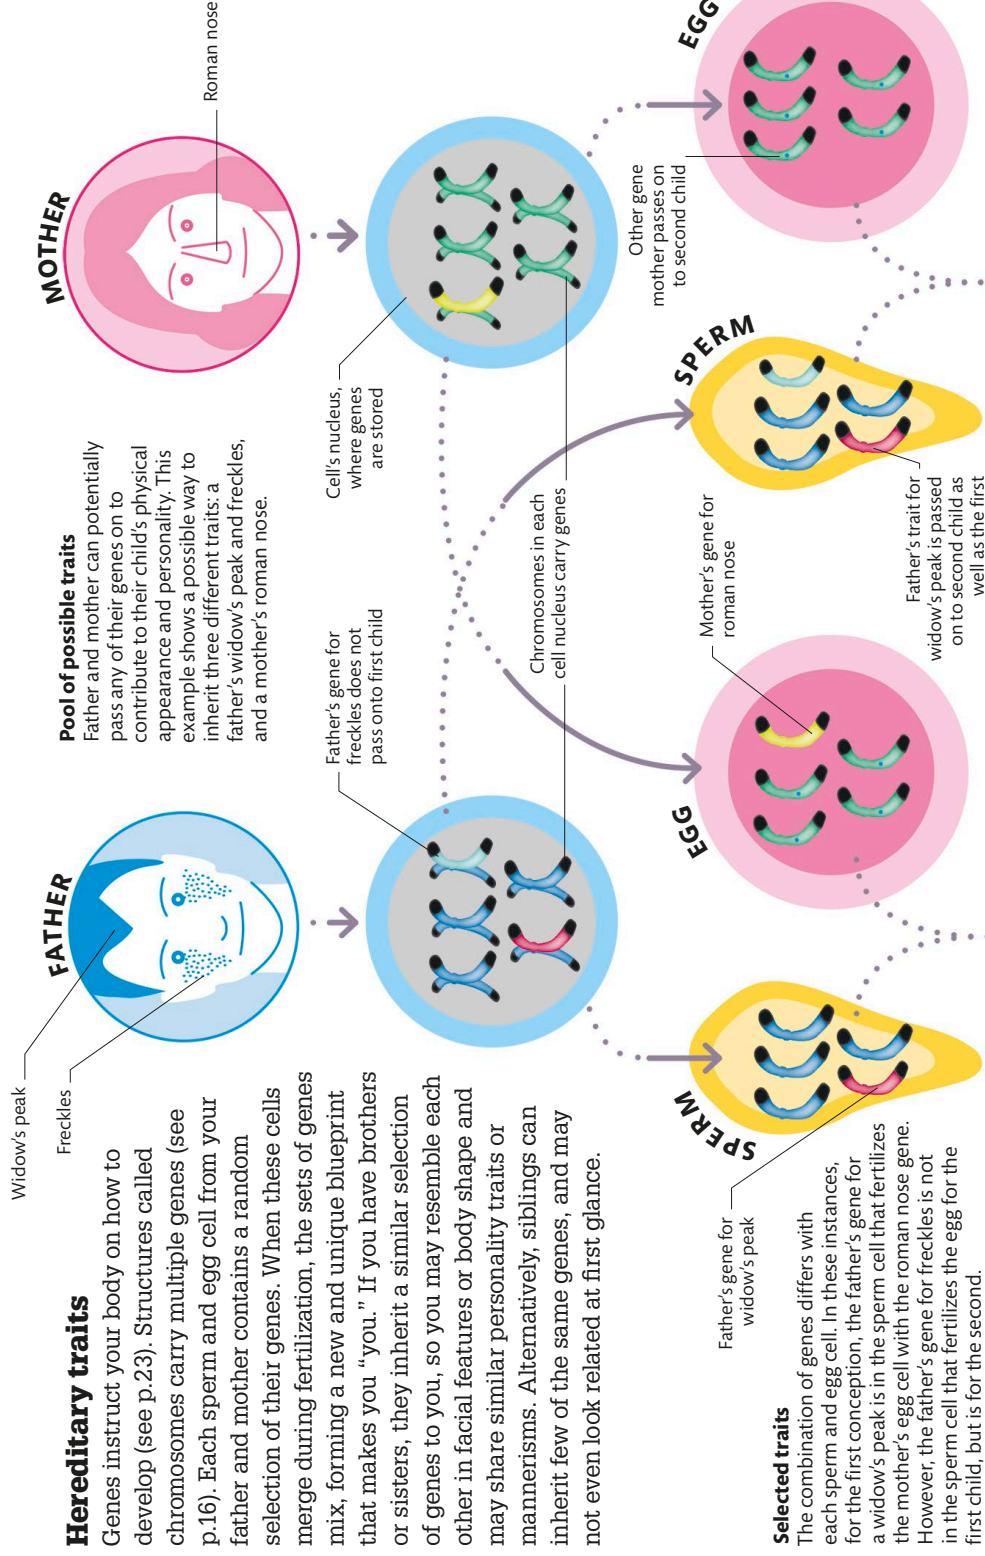 Hereditary traits
Genes instruct your body on how to
develop (see p.23). Structures called
chromosomes carry multiple genes (see
p.16). Each sperm and egg cell from your
father and mother contains a random
selection of their genes. When these cells
merge during fertilization, the sets of genes
mix, forming a new and unique blueprint
that makes you “you.” If you have brothers
or sisters, they inherit a similar selection
of genes to you, so you may resemble each
other in facial features or body shape and
may share similar personality traits or
mannerisms. Alternatively, siblings can
inherit few of the same genes, and may
not even look related at first glance.
Widow’s peak
Freckles
FATHER
Pool of possible traits
Father and mother can potentially
pass any of their genes on to
contribute to their child’s physical
appearance and personality. This
example shows a possible way to
inherit three different traits: a
father’s widow’s peak and freckles,
and a mother’s roman nose.
MOTHER
Roman nose
Father’s gene for
freckles does not
pass onto first child
Cell’s nucleus,
where genes
are stored
Chromosomes in each
cell nucleus carry genes
Other gene
mother passes on
to second child
Selected traits
The combination of genes differs with
each sperm and egg cell. In these instances,
for the first conception, the father’s gene for
a widow’s peak is in the sperm cell that fertilizes
the mother’s egg cell with the roman nose gene.
However, the father’s gene for freckles is not
in the sperm cell that fertilizes the egg for the
first child, but is for the second.
Father’s gene for
widow’s peak
SPERM
EGG
Mother’s gene for
roman nose
SPERM
Father’s trait for
widow’s peak is passed
on to second child as
well as the first
EGG